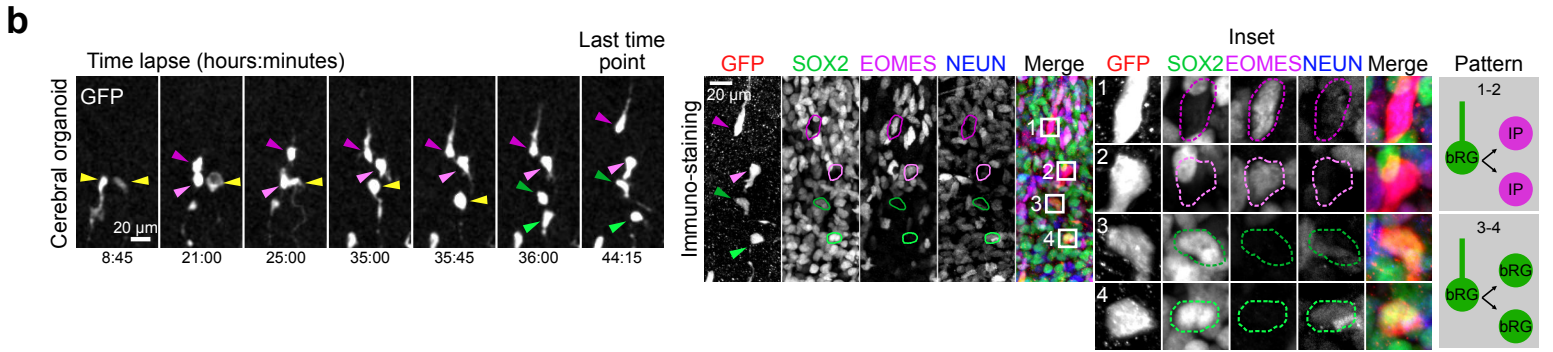 b
Cerebral organoid
Time lapse (hours:minutes)
Last time
point
GFP
20 µm
8:45
21:00
25:00
35:00
35:45
36:00
44:15
Immuno-staining
GFP SOX2 EOMES NEUN Merge
20 µm
1
2
3
4
Inset
GFP SOX2 EOMES NEUN Merge
1
2
3
4
Pattern
1-2
bRG
IP
IP
3-4
bRG
bRG
bRG